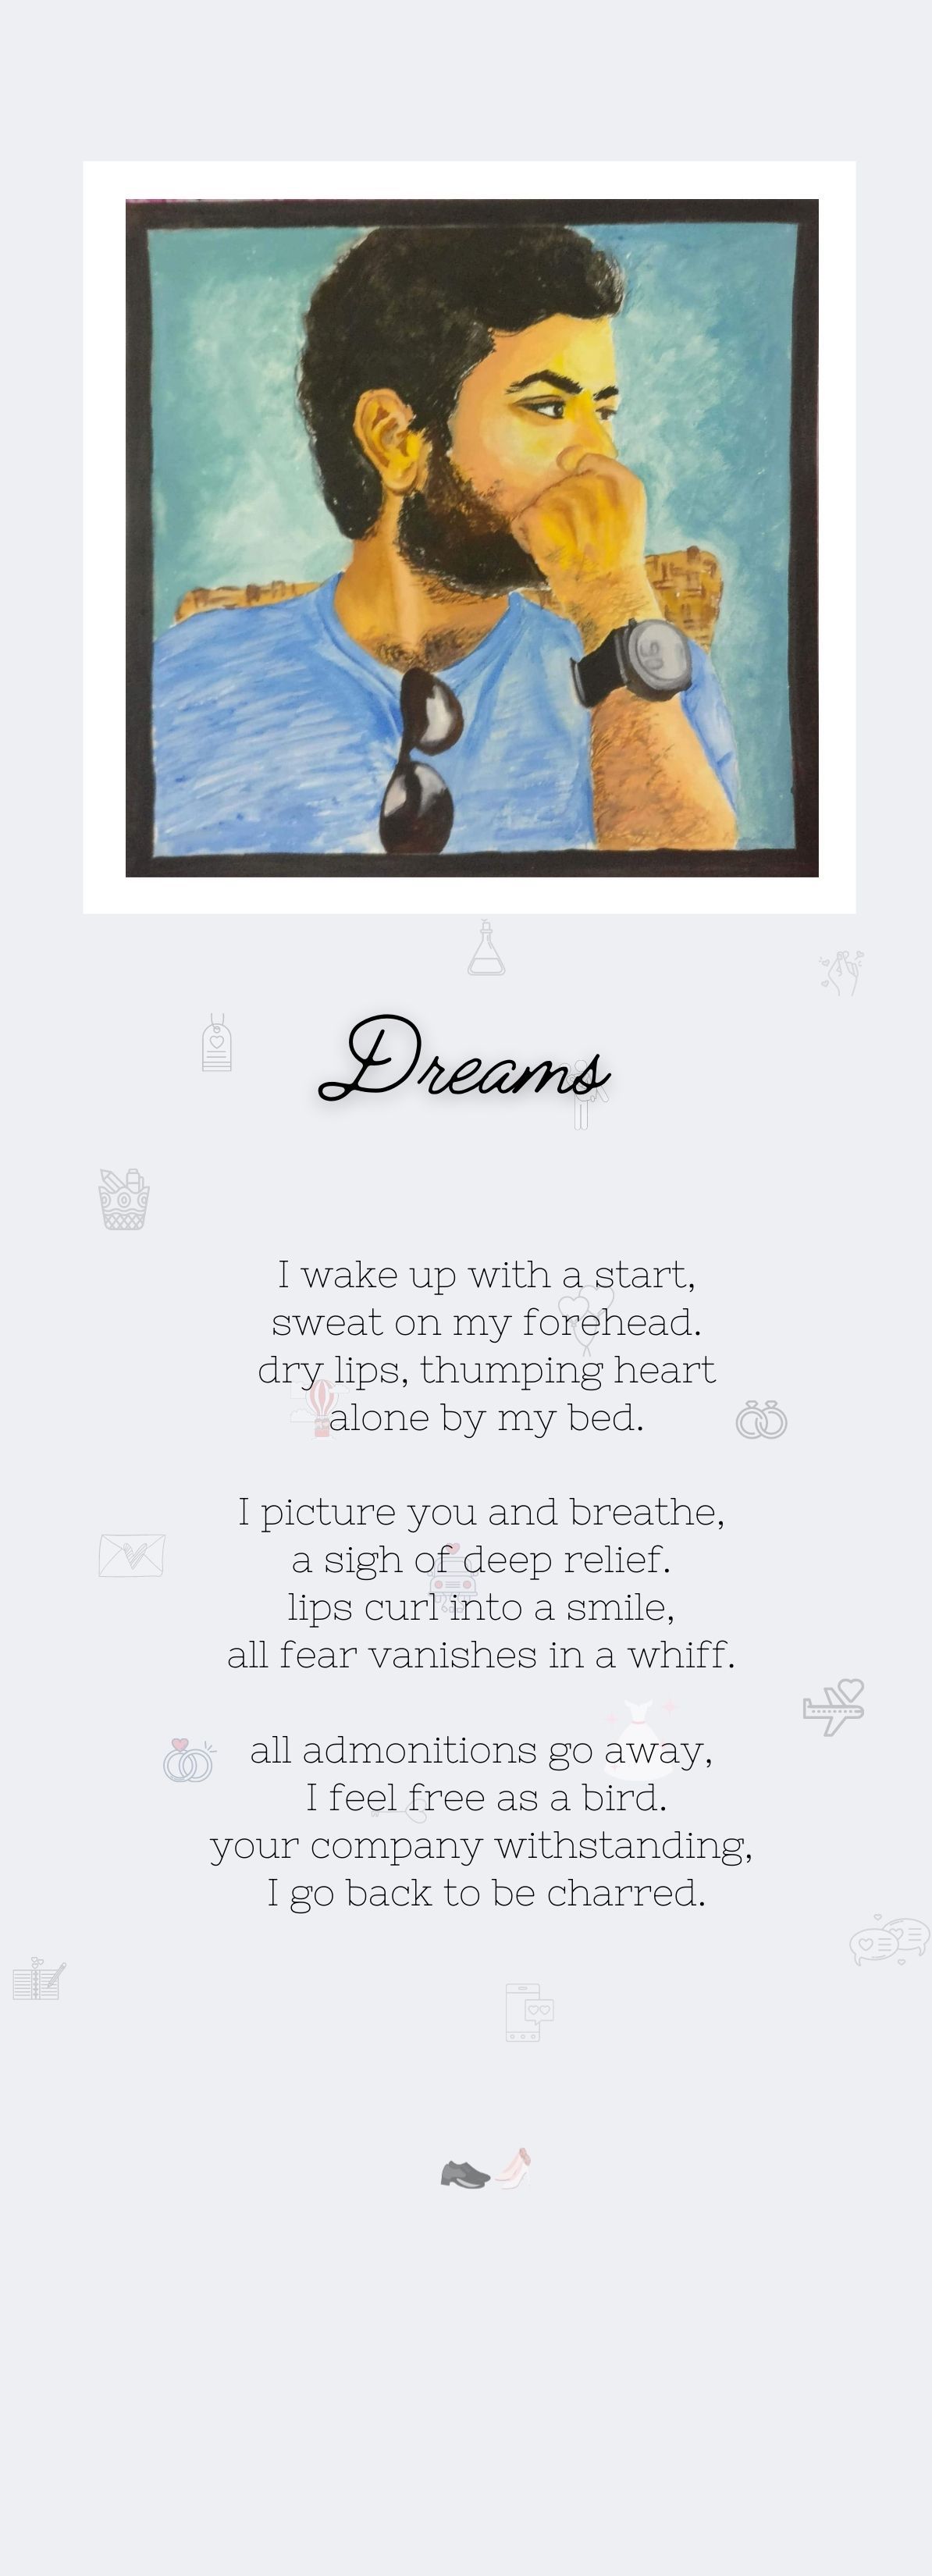 Dreams
I wake up with a start,
sweat on my forehead.
dry lips, thumping heart
alone by my bed.
I picture you and breathe,
a sigh of deep relief.
lips curl into a smile,
all fear vanishes in a whiff.
all admonitions go away,
I feel free as a bird.
your company withstanding,
I go back to be charred.